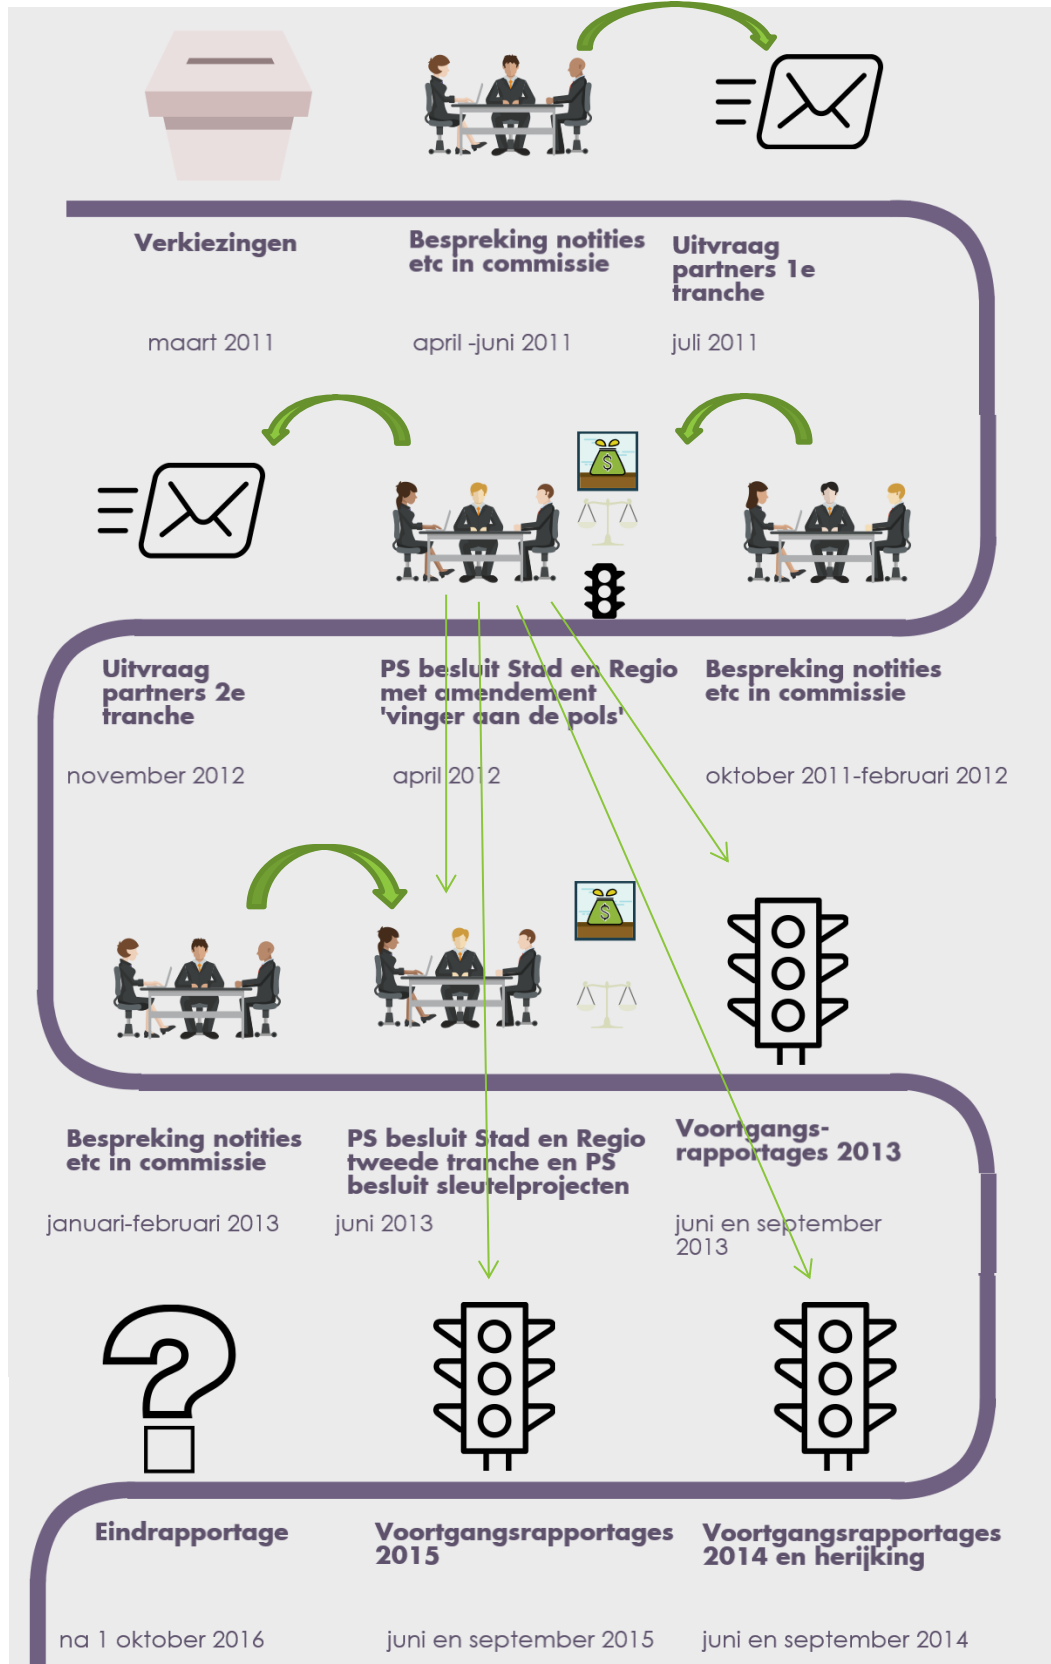 Verkiezingen
maart 2011
Bespreking notities
etc in commissie
april -juni 2011
Uitvraag
partners 1e
tranche
juli 2011
Uitvraag
partners 2e
tranche
november 2012
PS besluit Stad en Regio
met amendement
'vinger aan de pols'
april 2012
Bespreking notities
etc in commissie
oktober 2011-februari 2012
$
$
Bespreking notities
etc in commissie
januari-februari 2013
PS besluit Stad en Regio
tweede tranche en PS
besluit sleutelprojecten
juni 2013
Voortgangs-
rapportages 2013
juni en september
2013
Eindrapportage
na 1 oktober 2016
Voortgangsrapportages
2015
juni en september 2015
Voortgangsrapportages
2014 en herijking
juni en september 2014